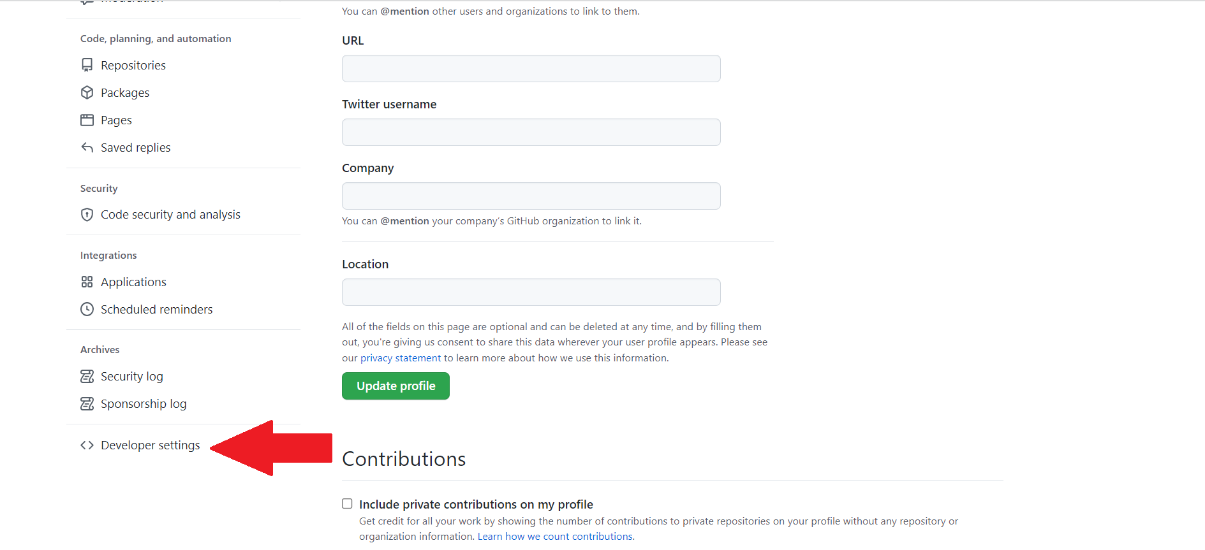 Moderation
Code, planning, and automation
Repositories
Packages
Pages
Saved replies
Security
Code security and analysis
Integrations
Applications
Scheduled reminders
Archives
Security log
Sponsorship log
Developer settings
You can @mention other users and organizations to link to them.
URL
Twitter username
Company
You can @mention your company's GitHub organization to link it.
Location
All of the fields on this page are optional and can be deleted at any time, and by filling them
out, you're giving us consent to share this data wherever your user profile appears. Please see
our privacy statement to learn more about how we use this information.
Update profile
Contributions
Include private contributions on my profile
Get credit for all your work by showing the number of contributions to private repositories on your profile without any repository or
organization information. Learn how we count contributions.